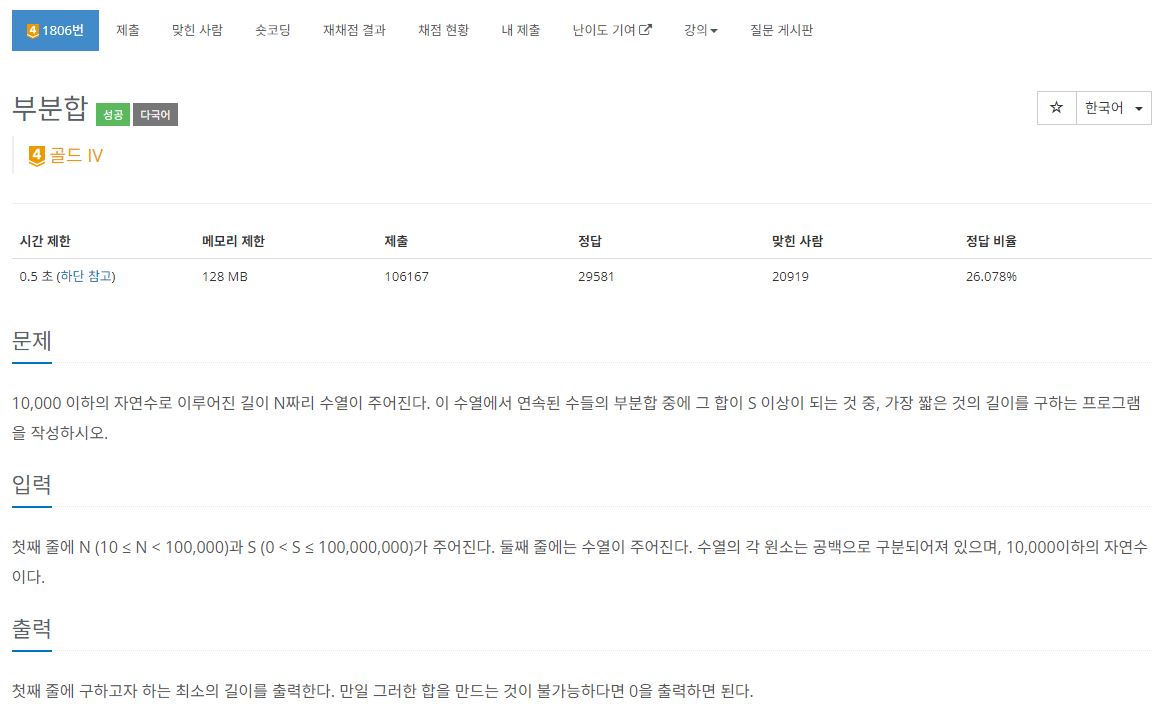 4 1806번 제출 맞힌 사람 숏코딩 재채점 결과 채점 현황 내 제출 난이도 기여 강의 질문 게시판
부분합 성공 다국어 한국어
4 골드 IV
시간 제한 메모리 제한 제출 정답 맞힌 사람 정답 비율
0.5 초 (하단 참고) 128 MB 106167 29581 20919 26.078%
문제
10,000 이하의 자연수로 이루어진 길이 N짜리 수열이 주어진다. 이 수열에서 연속된 수들의 부분합 중에 그 합이 S 이상이 되는 것 중, 가장 짧은 것의 길이를 구하는 프로그램
을 작성하시오.
입력
첫째 줄에 N (10 ≤ N < 100,000)과 S (0 < S ≤ 100,000,000)가 주어진다. 둘째 줄에는 수열이 주어진다. 수열의 각 원소는 공백으로 구분되어져 있으며, 10,000이하의 자연수
이다.
출력
첫째 줄에 구하고자 하는 최소의 길이를 출력한다. 만일 그러한 합을 만드는 것이 불가능하다면 0을 출력하면 된다.